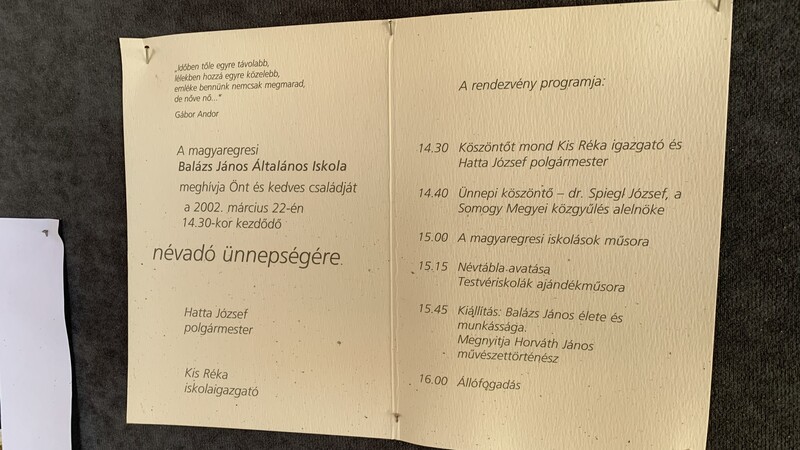 „Időben tőle egyre távolabb,
lélekben hozzá egyre közelebb,
emléke bennünk nemcsak megmarad,
de nőve nő..."
Gábor Andor
A magyaregresi
Balázs János Általános Iskola
meghívja Önt és kedves családját
a 2002. március 22-én
14.30-kor kezdődő
névadó ünnepségére.
Hatta József
polgármester
Kis Réka
iskolaigazgató
A rendezvény programja:
14.30 Köszöntőt mond Kis Réka igazgató és
Hatta József polgármester
14.40 Ünnepi köszöntő – dr. Spiegl József, a
Somogy Megyei közgyűlés alelnöke
15.00 A magyaregresi iskolások műsora
15.15 Névtábla avatása
Testvériskolák ajándékműsora
15.45 Kiállítás: Balázs János élete és
munkássága.
Megnyitja Horváth János
művészettörténész
16.00 Állófogadás